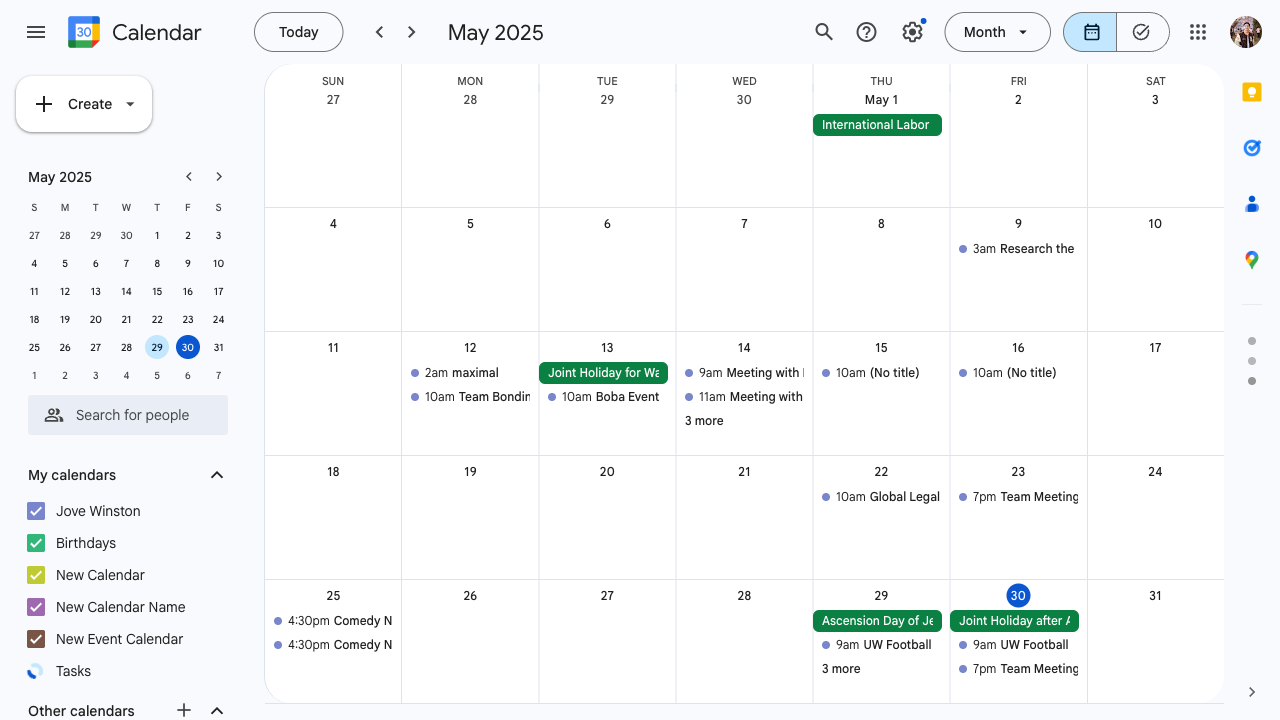 Calendar
Today
May 2025
Month
Create
May 2025
S M T W T F S
27 28 29 30 1 2 3
4 5 6 7 8 9 10
11 12 13 14 15 16 17
18 19 20 21 22 23 24
25 26 27 28 29 30 31
1 2 3 4 5 6 7
Search for people
My calendars
Jove Winston
Birthdays
New Calendar
New Calendar Name
New Event Calendar
Tasks
Other calendars
SUN MON TUE WED THU FRI SAT
27 28 29 30 May 1 2 3
International Labor
4 5 6 7 8 9 10
3am Research the
11 12 13 14 15 16 17
2am maximal
10am Team Bondin
Joint Holiday for Wa
10am Boba Event
9am Meeting with
11am Meeting with
3 more
10am (No title)
10am (No title)
18 19 20 21 22 23 24
10am Global Legal
7pm Team Meeting
25 26 27 28 29 30 31
4:30pm Comedy N
4:30pm Comedy N
Ascension Day of Je
9am UW Football
3 more
Joint Holiday after A
9am UW Football
7pm Team Meeting